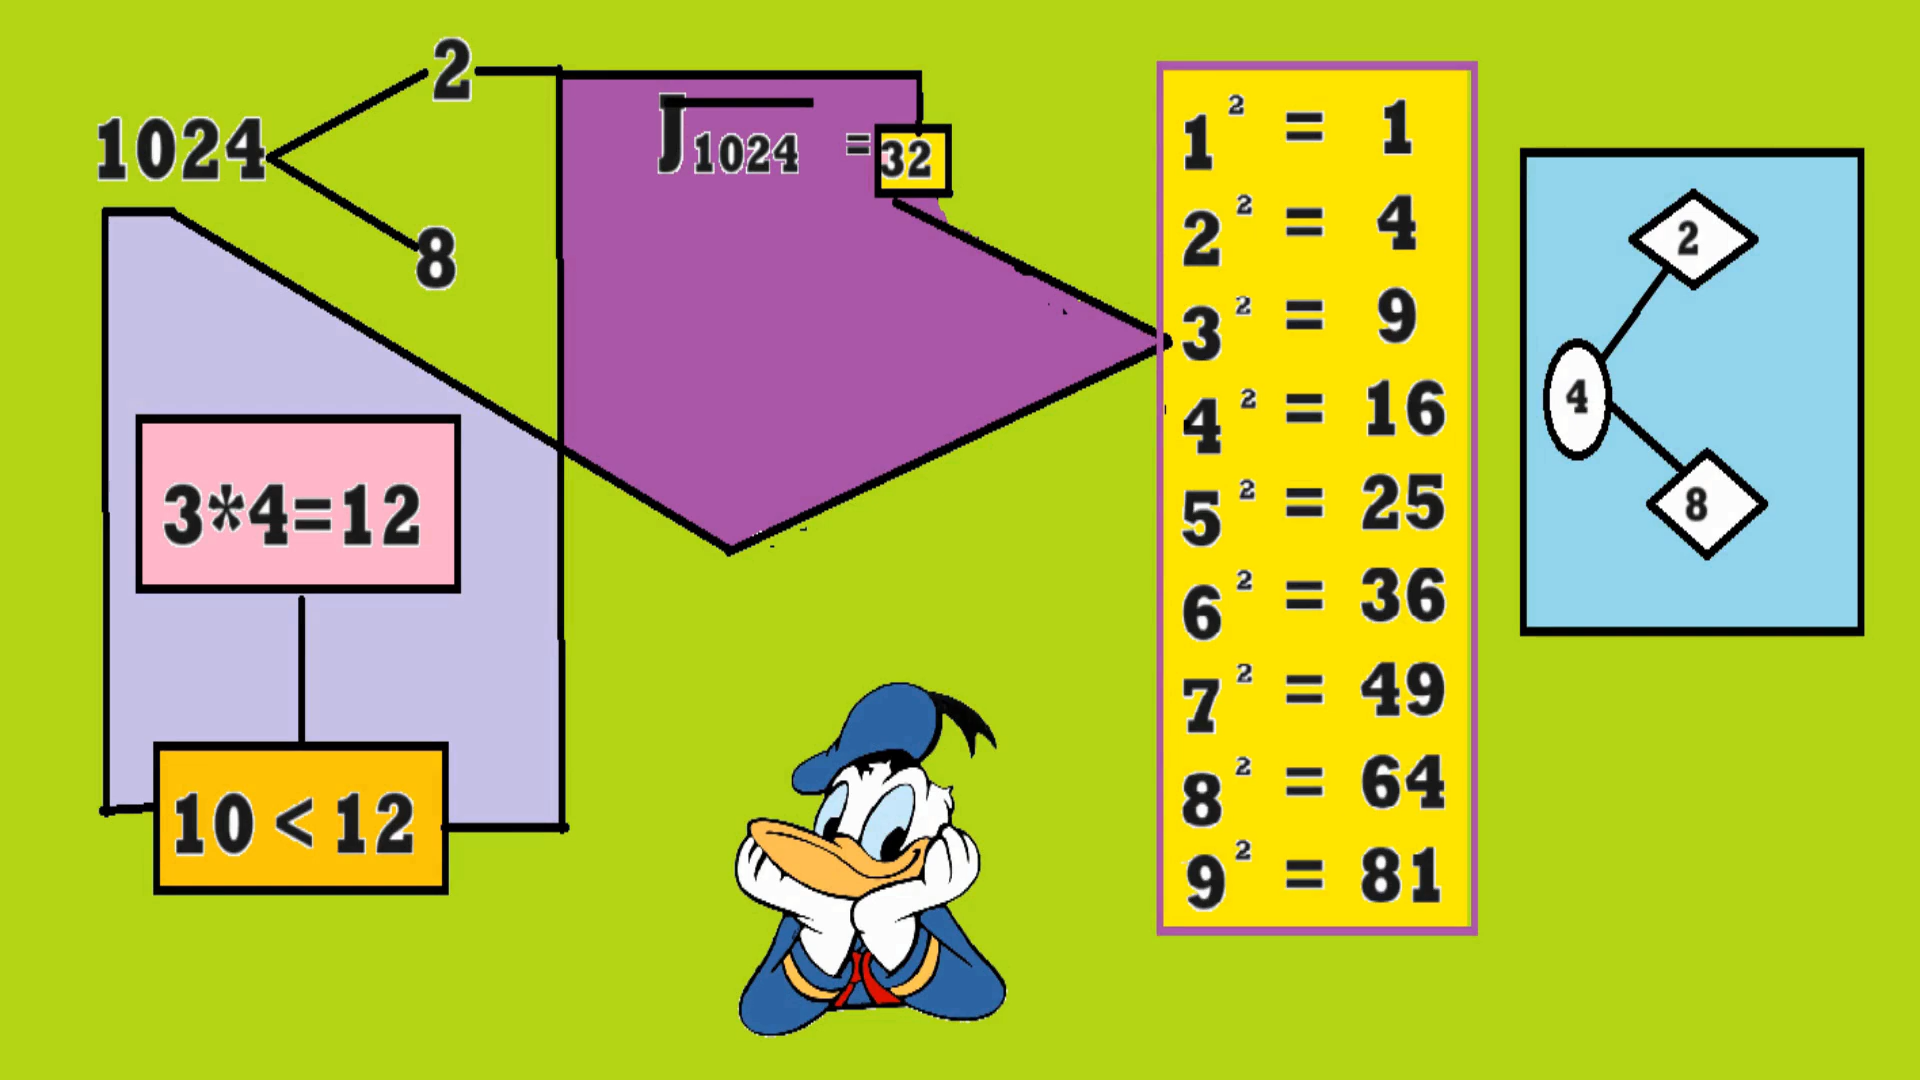 1024
2
8
J1024 = 32
3*4=12
10 < 12
1² = 1
2² = 4
3² = 9
4² = 16
5² = 25
6² = 36
7² = 49
8² = 64
9² = 81
2
4
8